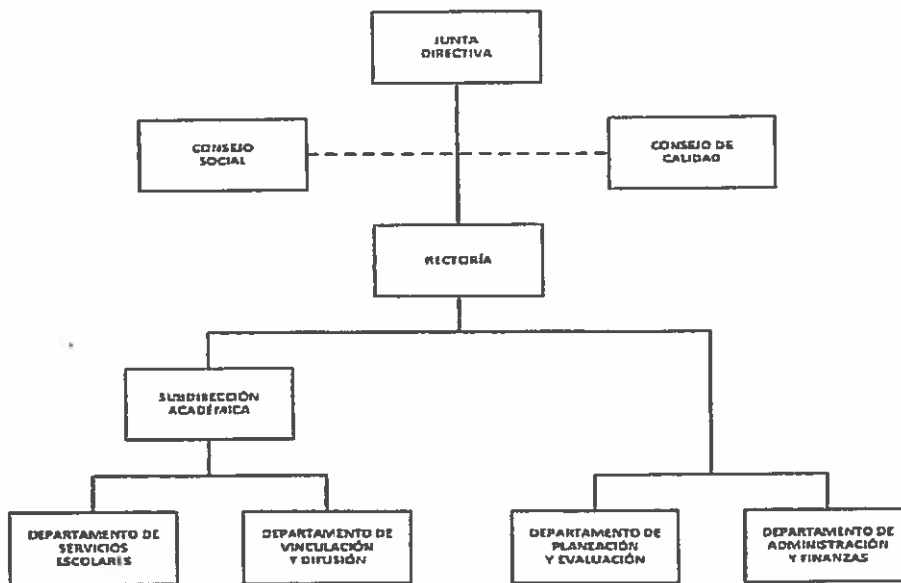 JUNTA
DIRECTIVA
CONSEJO
SOCIAL
CONSEJO DE
CALIDAD
RECTORÍA
SUBDIRECCIÓN
ACADÉMICA
DEPARTAMENTO DE
SERVICIOS
ESCOLARES
DEPARTAMENTO DE
VINCULACIÓN
Y DIFUSIÓN
DEPARTAMENTO DE
PLANEACIÓN
Y EVALUACIÓN
DEPARTAMENTO DE
ADMINISTRACIÓN
Y FINANZAS